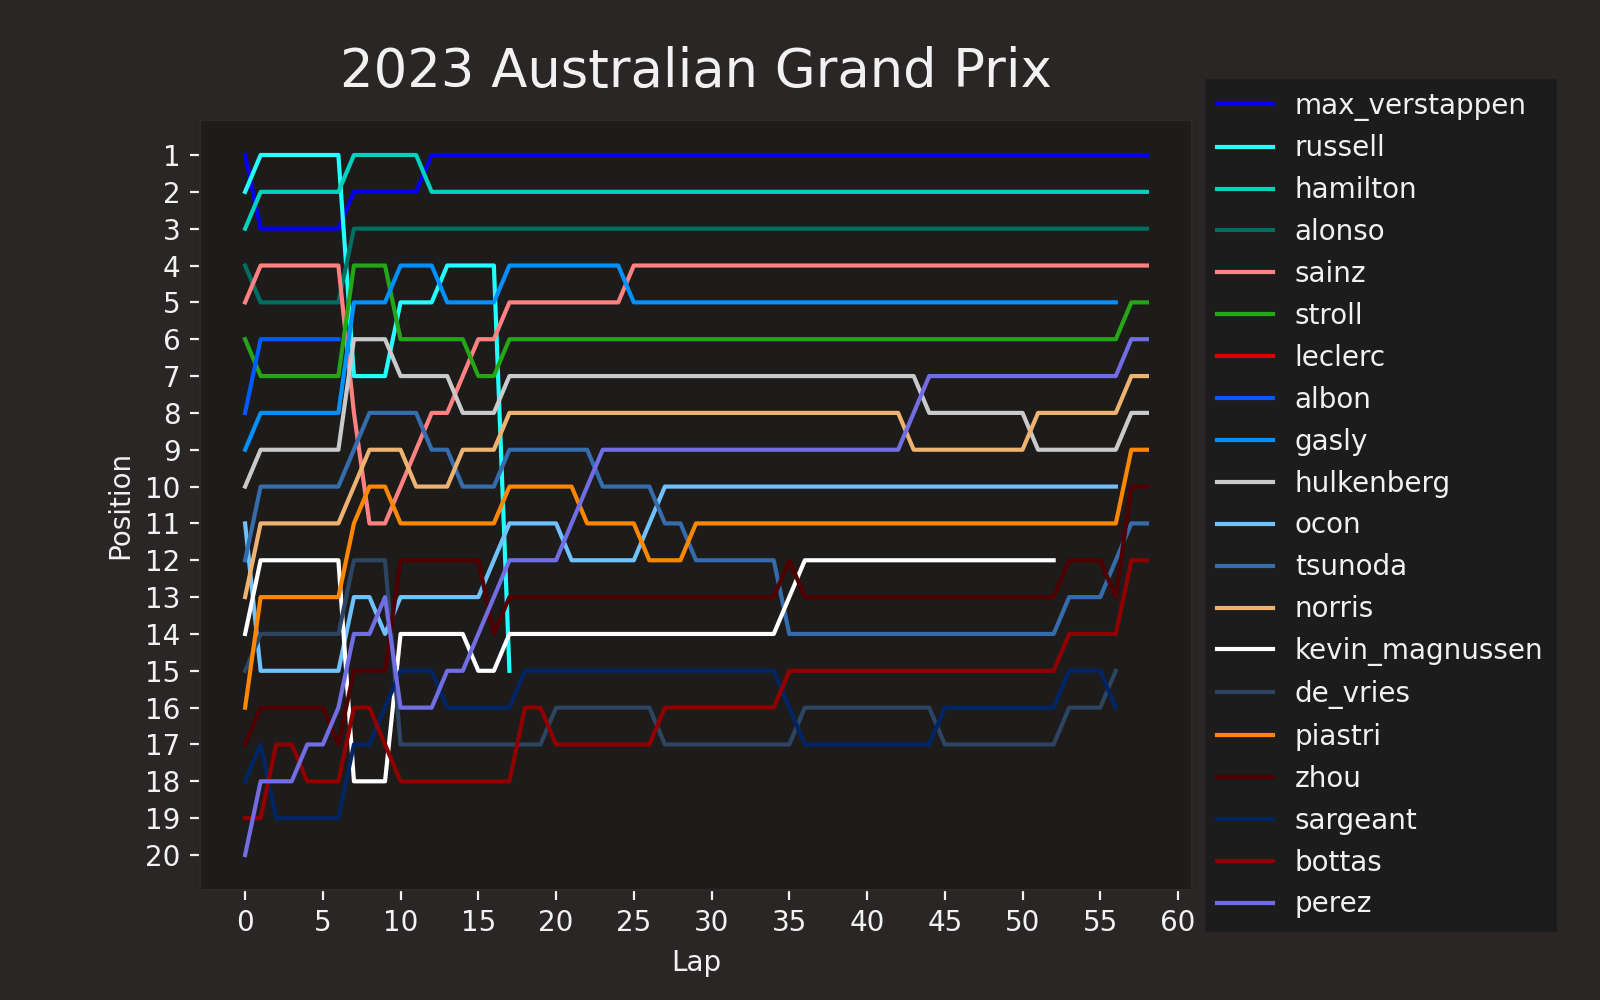 2023 Australian Grand Prix
Position
1
2
3
4
5
6
7
8
9
10
11
12
13
14
15
16
17
18
19
20
0 5 10 15 20 25 30 35 40 45 50 55 60
Lap
max_verstappen
russell
hamilton
alonso
sainz
stroll
leclerc
albon
gasly
hulkenberg
ocon
tsunoda
norris
kevin_magnussen
de_vries
piastri
zhou
sargeant
bottas
perez